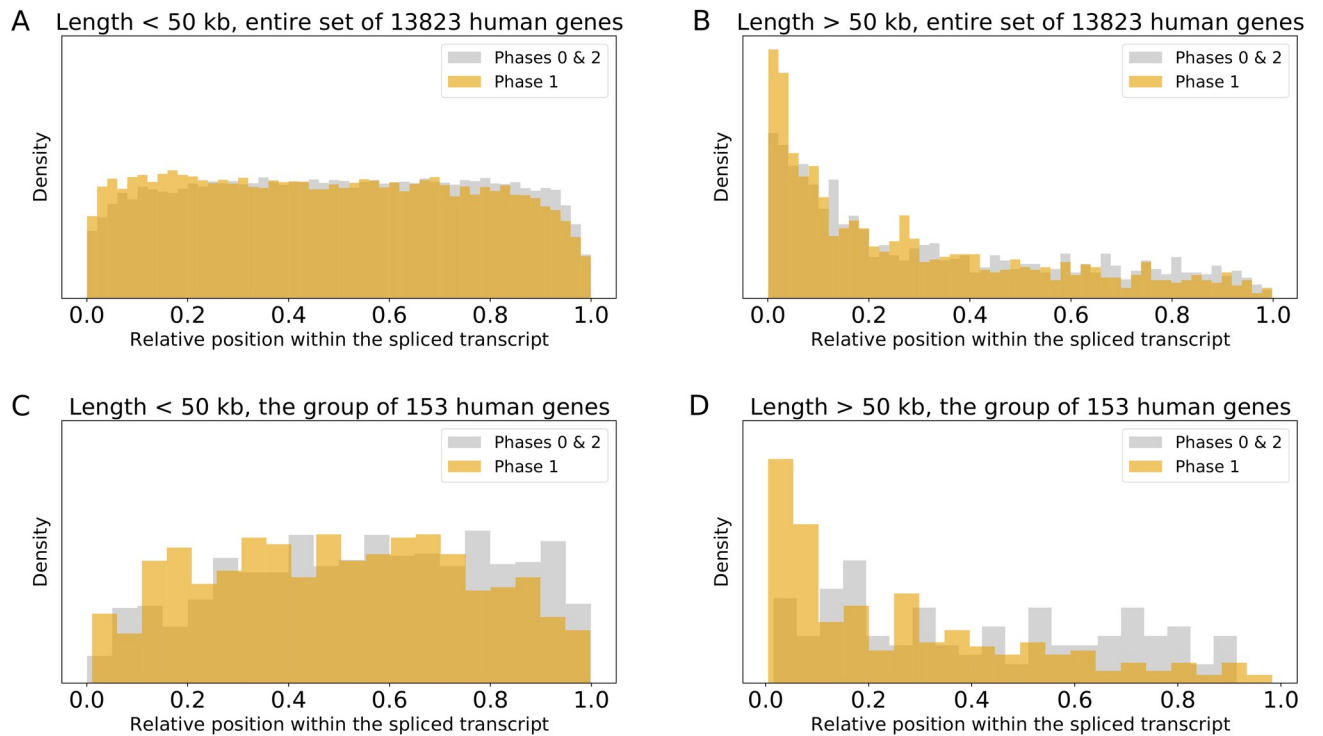 A
Length < 50 kb, entire set of 13823 human genes
Phases 0 & 2
Phase 1
Density
0.0 0.2 0.4 0.6 0.8 1.0
Relative position within the spliced transcript
B
Length > 50 kb, entire set of 13823 human genes
Phases 0 & 2
Phase 1
Density
0.0 0.2 0.4 0.6 0.8 1.0
Relative position within the spliced transcript
C
Length < 50 kb, the group of 153 human genes
Phases 0 & 2
Phase 1
Density
0.0 0.2 0.4 0.6 0.8 1.0
Relative position within the spliced transcript
D
Length > 50 kb, the group of 153 human genes
Phases 0 & 2
Phase 1
Density
0.0 0.2 0.4 0.6 0.8 1.0
Relative position within the spliced transcript